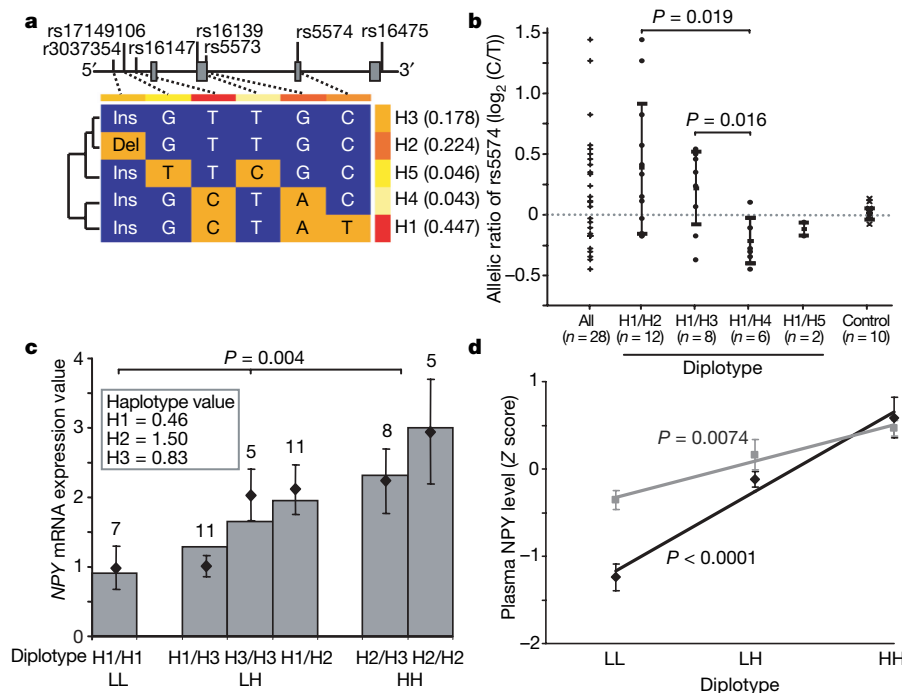 a
rs17149106
r3037354
rs16147
rs16139
rs5573
rs5574
rs16475
5′
3′
Ins G T T G C H3 (0.178)
Del G T T G C H2 (0.224)
Ins T T C G C H5 (0.046)
Ins G C T A C H4 (0.043)
Ins G C T A T H1 (0.447)
b
Allelic ratio of rs5574 (log2 (C/T))
1.5
1.0
0.5
0
−0.5
P = 0.019
P = 0.016
All H1/H2 H1/H3 H1/H4 H1/H5 Control
(n = 28) (n = 12) (n = 8) (n = 6) (n = 2) (n = 10)
Diplotype
c
NPY mRNA expression value
4
3
2
1
0
P = 0.004
Haplotype value
H1 = 0.46
H2 = 1.50
H3 = 0.83
7 11 5 11 8 5
Diplotype H1/H1 H1/H3 H3/H3 H1/H2 H2/H3 H2/H2
LL LH HH
d
Plasma NPY level (Z score)
1
0
−1
−2
P = 0.0074
P < 0.0001
LL LH HH
Diplotype